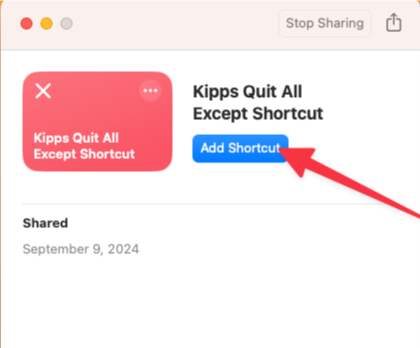 Stop Sharing
Kipps Quit All
Except Shortcut
Kipps Quit All
Except Shortcut
Add Shortcut
Shared
September 9, 2024